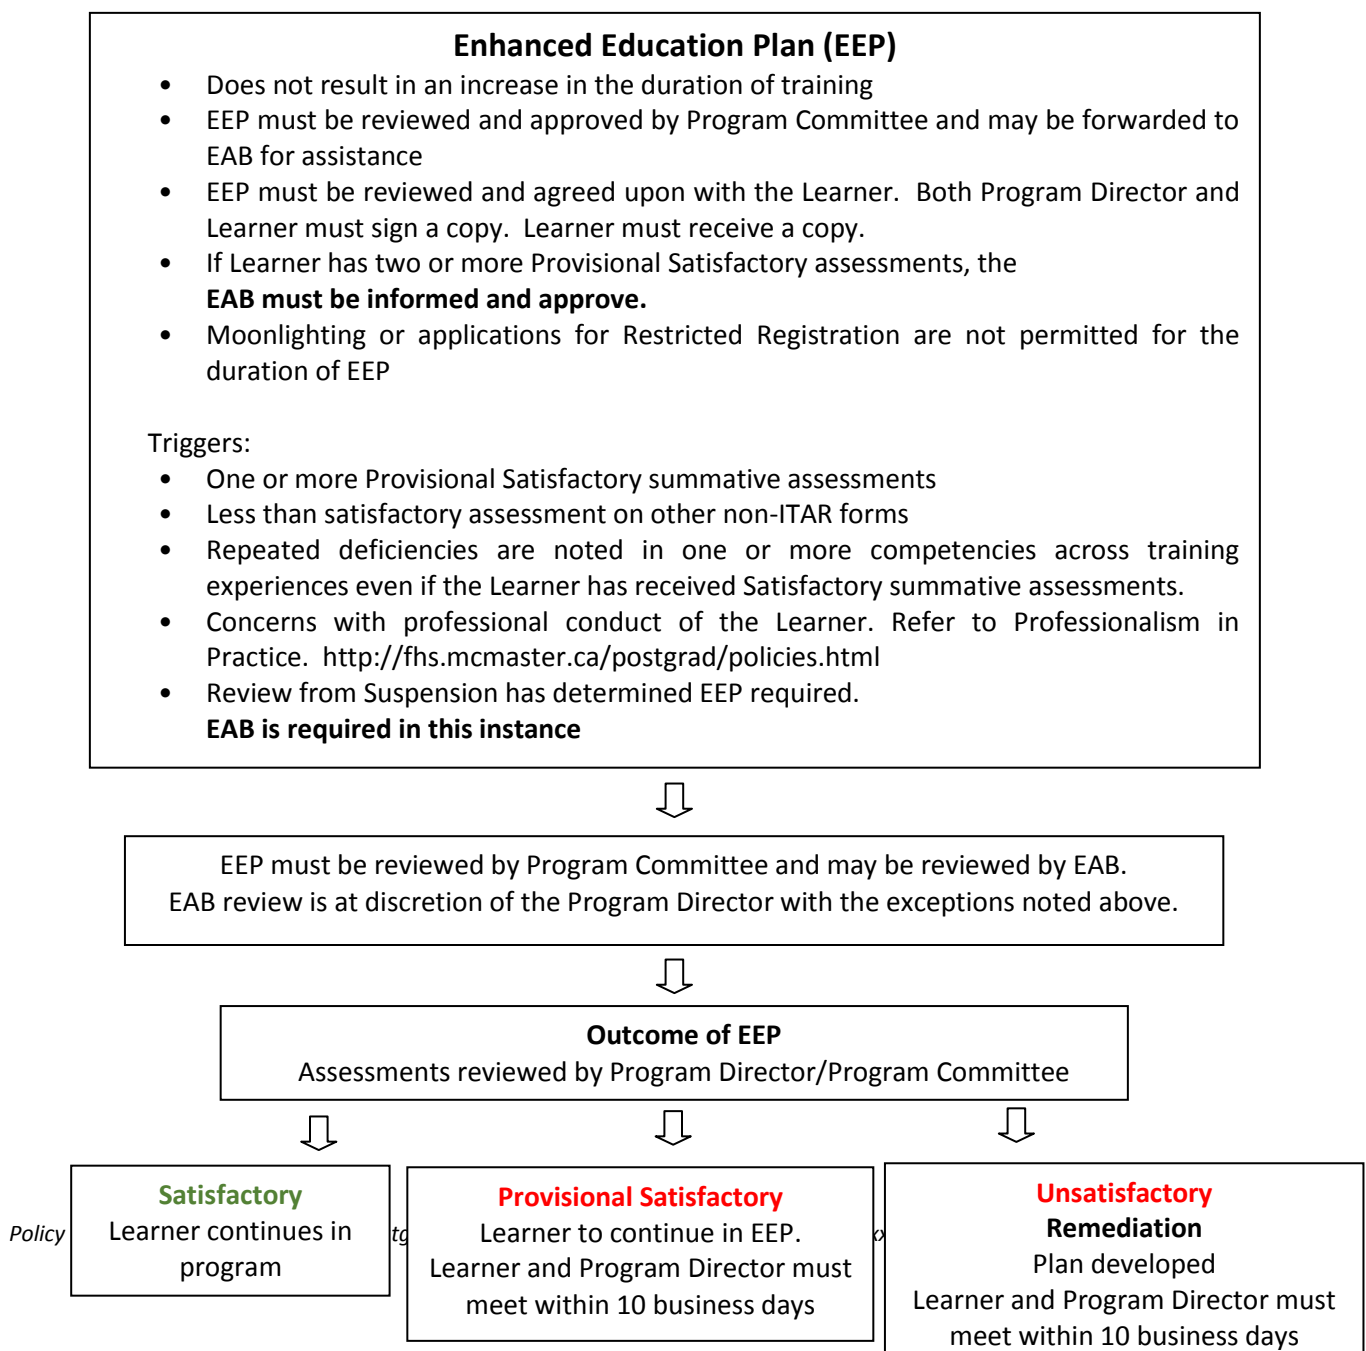 Enhanced Education Plan (EEP)
• Does not result in an increase in the duration of training
• EEP must be reviewed and approved by Program Committee and may be forwarded to
EAB for assistance
• EEP must be reviewed and agreed upon with the Learner. Both Program Director and
Learner must sign a copy. Learner must receive a copy.
• If Learner has two or more Provisional Satisfactory assessments, the
EAB must be informed and approve.
• Moonlighting or applications for Restricted Registration are not permitted for the
duration of EEP
Triggers:
• One or more Provisional Satisfactory summative assessments
• Less than satisfactory assessment on other non-ITAR forms
• Repeated deficiencies are noted in one or more competencies across training
experiences even if the Learner has received Satisfactory summative assessments.
• Concerns with professional conduct of the Learner. Refer to Professionalism in
Practice. http://fhs.mcmaster.ca/postgrad/policies.html
• Review from Suspension has determined EEP required.
EAB is required in this instance
EEP must be reviewed by Program Committee and may be reviewed by EAB.
EAB review is at discretion of the Program Director with the exceptions noted above.
Outcome of EEP
Assessments reviewed by Program Director/Program Committee
Policy
Satisfactory
Learner continues in
program
Provisional Satisfactory
Learner to continue in EEP.
Learner and Program Director must
meet within 10 business days
Unsatisfactory
Remediation
Plan developed
Learner and Program Director must
meet within 10 business days